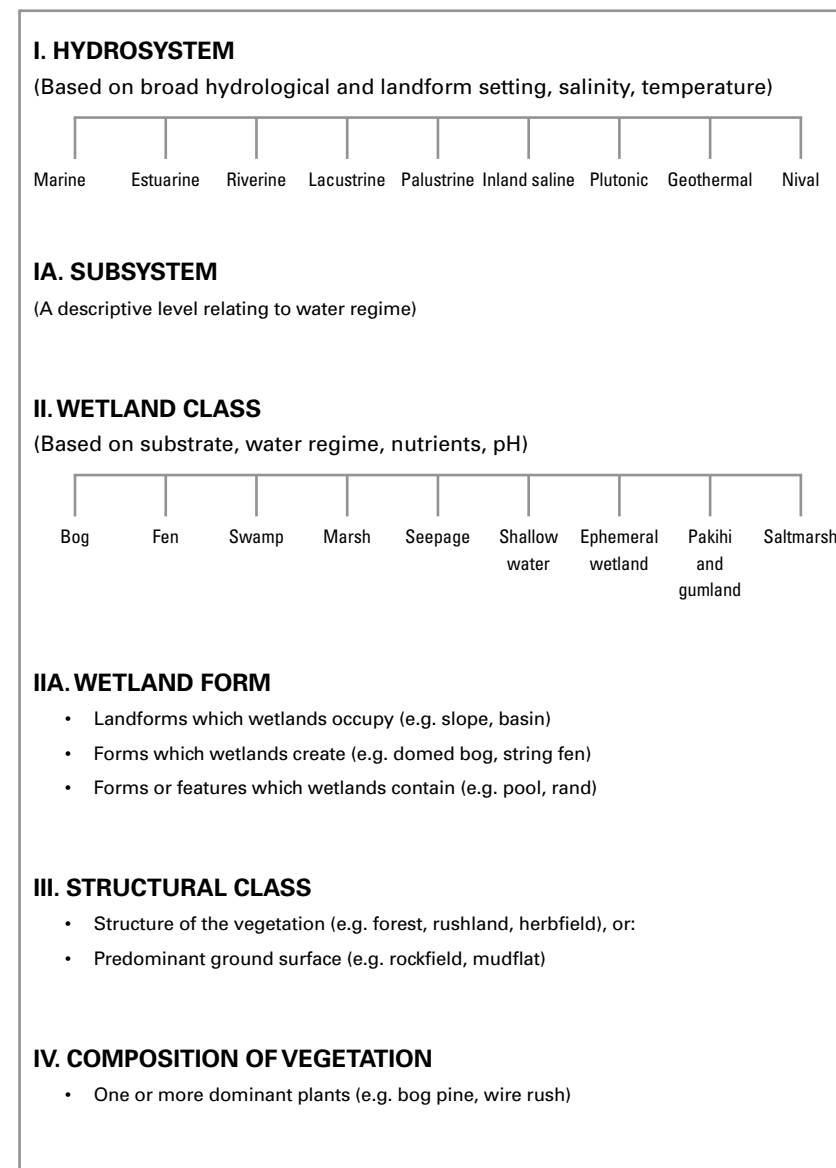 I. HYDROSYSTEM
(Based on broad hydrological and landform setting, salinity, temperature)
Marine Estuarine Riverine Lacustrine Palustrine Inland saline Plutonic Geothermal Nival
IA. SUBSYSTEM
(A descriptive level relating to water regime)
II. WETLAND CLASS
(Based on substrate, water regime, nutrients, pH)
Bog Fen Swamp Marsh Seepage Shallow Ephemeral Pakihi Saltmarsh
water wetland and
gumland
IIA. WETLAND FORM
• Landforms which wetlands occupy (e.g. slope, basin)
• Forms which wetlands create (e.g. domed bog, string fen)
• Forms or features which wetlands contain (e.g. pool, rand)
III. STRUCTURAL CLASS
• Structure of the vegetation (e.g. forest, rushland, herbfield), or:
• Predominant ground surface (e.g. rockfield, mudflat)
IV. COMPOSITION OF VEGETATION
• One or more dominant plants (e.g. bog pine, wire rush)